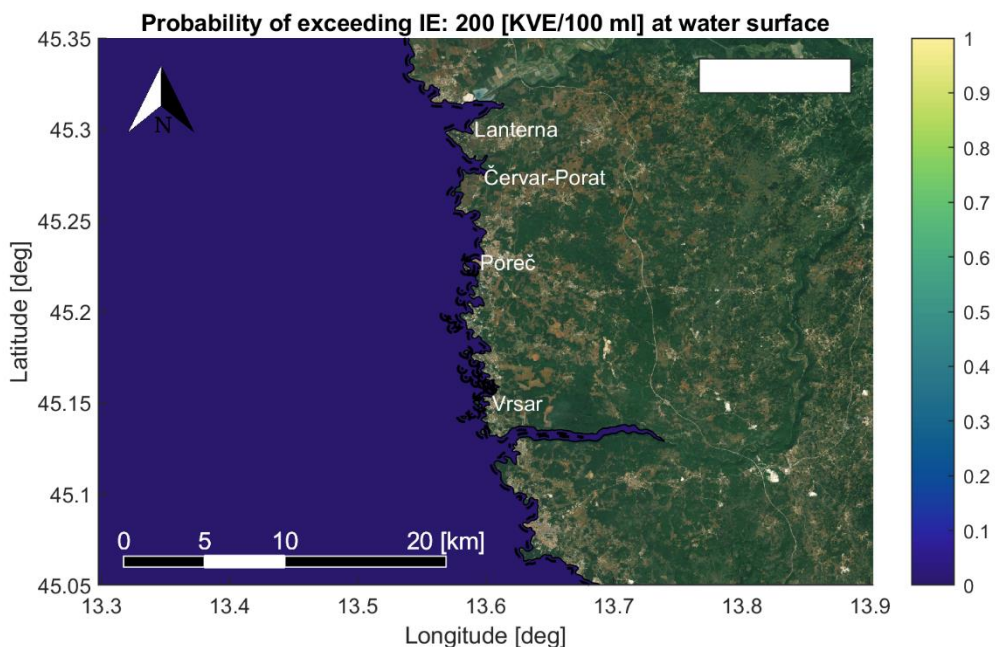 Probability of exceeding IE: 200 [KVE/100 ml] at water surface
45.35
45.3
45.25
45.2
45.15
45.1
45.05
Latitude [deg]
N
Lanterna
Červar-Porat
Poreč
Vrsar
0 5 10 20 [km]
13.3 13.4 13.5 13.6 13.7 13.8 13.9
Longitude [deg]
1
0.9
0.8
0.7
0.6
0.5
0.4
0.3
0.2
0.1
0